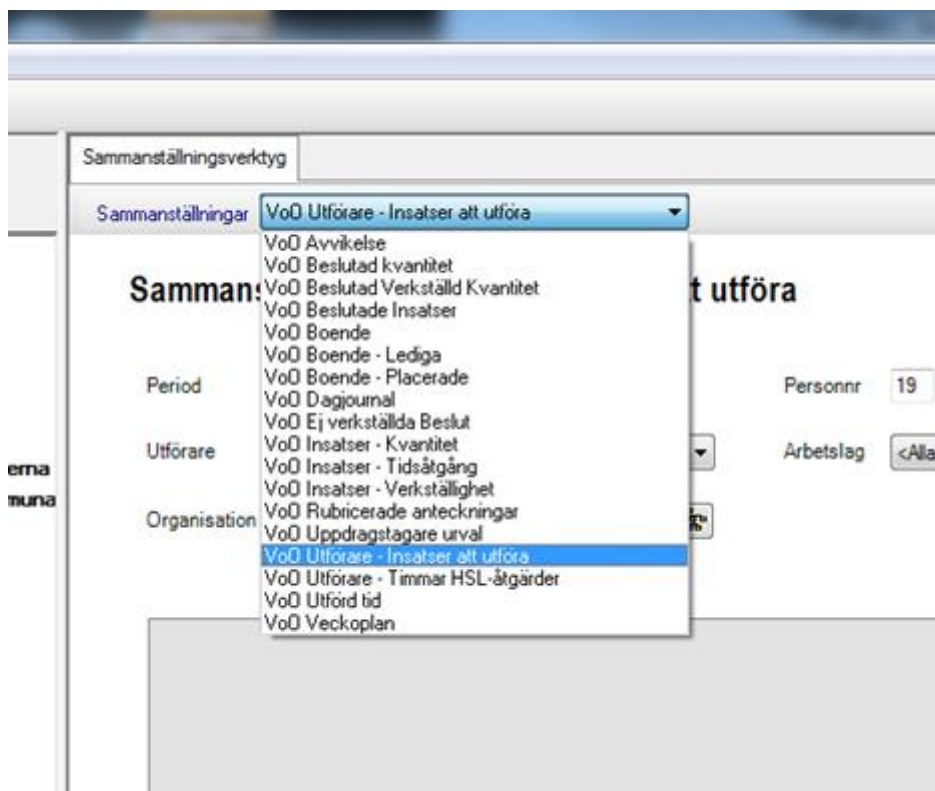 Sammanställningsverktyg
Sammanställningar VoO Utförare - Insatser att utföra
VoO Avvikelse
VoO Beslutad kvantitet
VoO Beslutad Verkställd Kvantitet
VoO Beslutade Insatser
VoO Boende
VoO Boende - Lediga
VoO Boende - Placerade
VoO Dagjournal
VoO Ej verkställda Beslut
VoO Insatser - Kvantitet
VoO Insatser - Tidsåtgång
VoO Insatser - Verkställighet
VoO Rubricerade anteckningar
VoO Uppdragstagare urval
VoO Utförare - Insatser att utföra
VoO Utförare - Timmar HSL-åtgärder
VoO Utförd tid
VoO Veckoplan
Sammans t utföra
Period Personnr 19
Utförare Arbetslag <Alla
Organisation
erna
muna